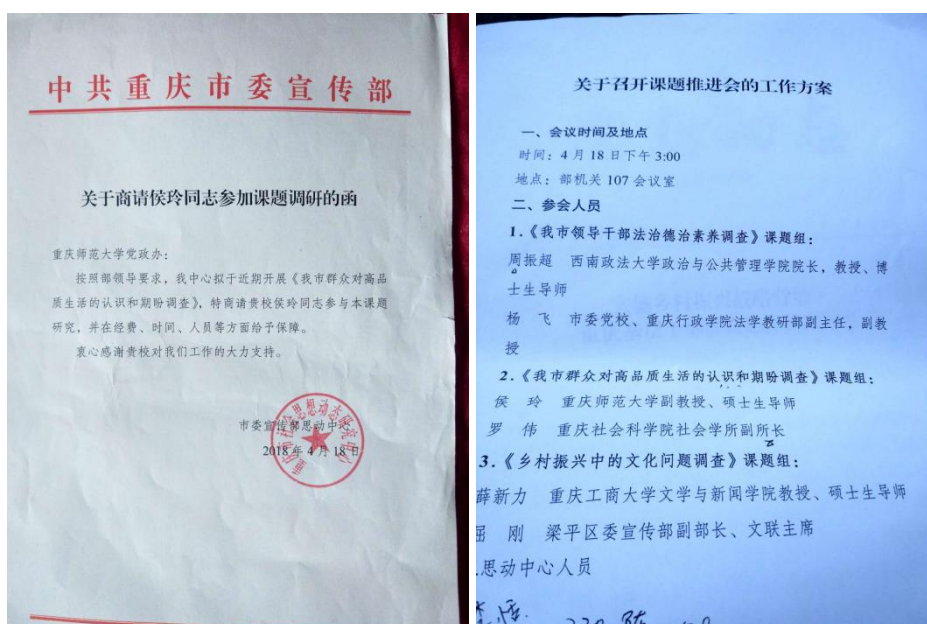 中共重庆市委宣传部
关于商请侯玲同志参加课题调研的函
重庆师范大学党政办:
按照部领导要求,我中心拟于近期开展《我市群众对高品
质生活的认识和期盼调查》,特商请贵校侯玲同志参与本课题
研究,并在经费、时间、人员等方面给予保障。
衷心感谢贵校对我们工作的大力支持。
市委宣传部思动中心
2018年4月18日
关于召开课题推进会的工作方案
一、会议时间及地点
时间:4月18日下午3:00
地点:部机关107会议室
二、参会人员
1.《我市领导干部法治德治素养调查》课题组:
周振超 西南政法大学政治与公共管理学院院长,教授、博
士生导师
杨 飞 市委党校、重庆行政学院法学教研部副主任,副教
授
2.《我市群众对高品质生活的认识和期盼调查》课题组:
侯 玲 重庆师范大学副教授、硕士生导师
罗 伟 重庆社会科学院社会学所副所长
3.《乡村振兴中的文化问题调查》课题组:
薛新力 重庆工商大学文学与新闻学院教授、硕士生导师
屈 刚 梁平区委宣传部副部长、文联主席
思动中心人员